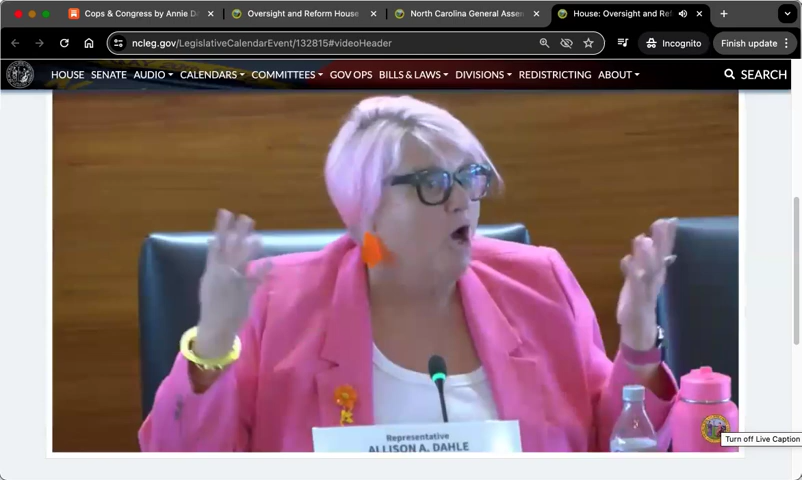 Cops & Congress by Annie D
Oversight and Reform House
North Carolina General Assem
House: Oversight and Ref
ncleg.gov/LegislativeCalendarEvent/132815#videoHeader
Incognito
Finish update
HOUSE SENATE AUDIO CALENDARS COMMITTEES GOV OPS BILLS & LAWS DIVISIONS REDISTRICTING ABOUT SEARCH
Representative
ALLISON A. DAHLE
Turn off Live Caption